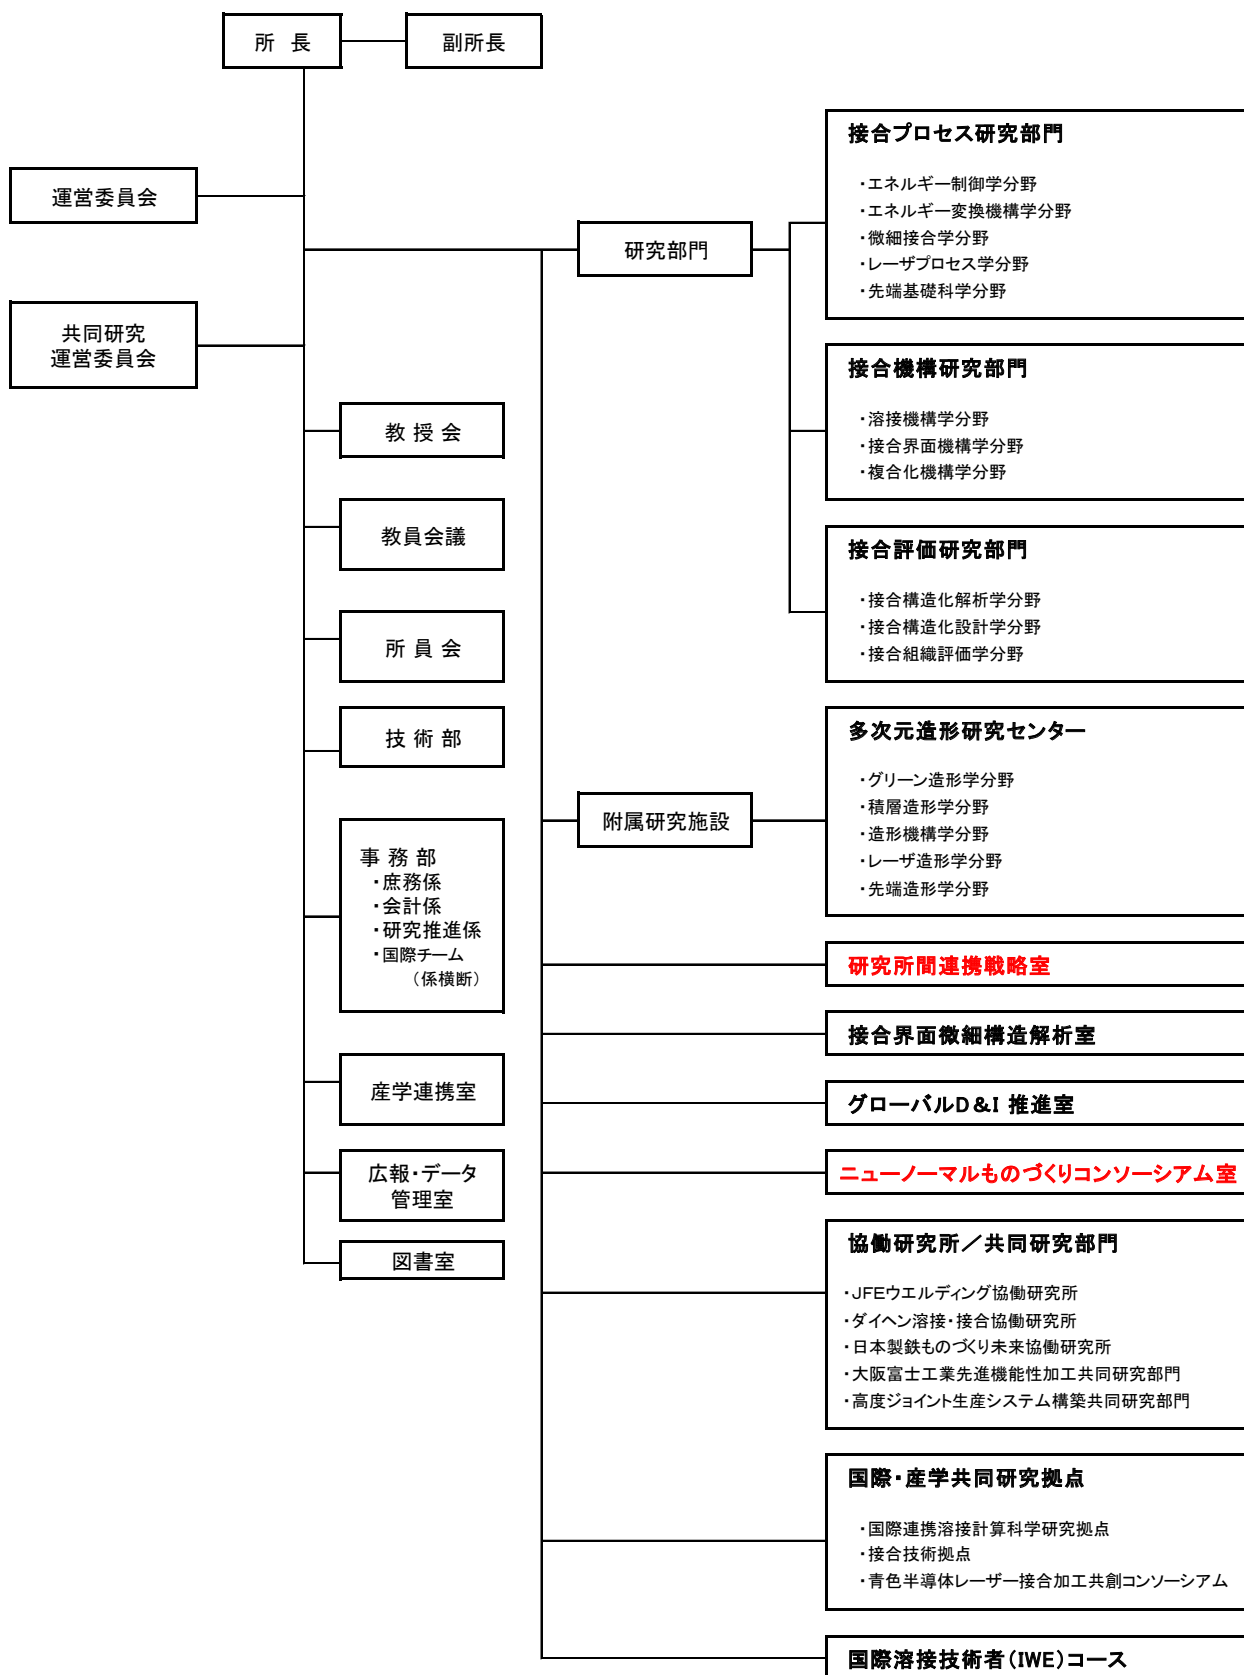 所 長
副所長
運営委員会
共同研究
運営委員会
教 授 会
教員会議
所 員 会
技 術 部
事 務 部
・庶務係
・会計係
・研究推進係
・国際チーム
（係横断）
産学連携室
広報・データ
管理室
図書室
研究部門
接合プロセス研究部門
・エネルギー制御学分野
・エネルギー変換機構学分野
・微細接合学分野
・レーザプロセス学分野
・先端基礎科学分野
接合機構研究部門
・溶接機構学分野
・接合界面機構学分野
・複合化機構学分野
接合評価研究部門
・接合構造化解析学分野
・接合構造化設計学分野
・接合組織評価学分野
附属研究施設
多次元造形研究センター
・グリーン造形学分野
・積層造形学分野
・造形機構学分野
・レーザ造形学分野
・先端造形学分野
研究所間連携戦略室
接合界面微細構造解析室
グローバルD＆I 推進室
ニューノーマルものづくりコンソーシアム室
協働研究所／共同研究部門
・JFEウエルディング協働研究所
・ダイヘン溶接・接合協働研究所
・日本製鉄ものづくり未来協働研究所
・大阪富士工業先進機能性加工共同研究部門
・高度ジョイント生産システム構築共同研究部門
国際・産学共同研究拠点
・国際連携溶接計算科学研究拠点
・接合技術拠点
・青色半導体レーザー接合加工共創コンソーシアム
国際溶接技術者（IWE）コース